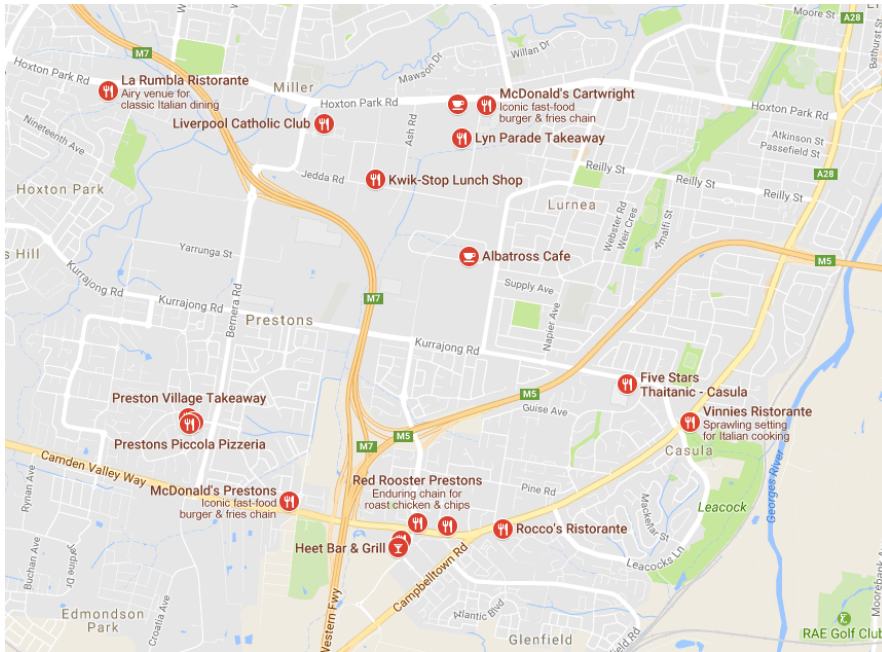 Moore St
A28
M7
Willan Dr
Bathurst St
Hoxton Park Rd
Mawson Dr
La Rumbla Ristorante
Airy venue for
classic Italian dining
Miller
McDonald's Cartwright
Iconic fast-food
burger & fries chain
Hoxton Park Rd
Hoxton Park Rd
Liverpool Catholic Club
Ash Rd
Lyn Parade Takeaway
Atkinson St
Passefield St
Nineteenth Ave
Reilly St
Jedda Rd
Kwik-Stop Lunch Shop
Reilly St
Reilly St
A28
Hoxton Park
Lurnea
Webster Rd
Weir Cres
Amalfi St
A28
s Hill
Yarrunga St
Albatross Cafe
M5
Kurrajong Rd
Supply Ave
Bernera Rd
M7
Kurrajong Rd
Prestons
Napier Ave
Kurrajong Rd
Five Stars
Thaitanic - Casula
Preston Village Takeaway
M5
Guise Ave
Vinnies Ristorante
Sprawling setting
for Italian cooking
Prestons Piccola Pizzeria
M7
M5
Casula
Camden Valley Way
Georges River
Red Rooster Prestons
Enduring chain for
roast chicken & chips
Pine Rd
Rynan Ave
McDonald's Prestons
Iconic fast-food
burger & fries chain
Mackellar St
Leacock
Rocco's Ristorante
Heet Bar & Grill
Leacocks Ln
Campbelltown Rd
Buchan Ave
Jardine Dr
Western Fwy
Croatia Ave
Atlantic Blvd
Moorebank A
Edmondson
Park
Glenfield
field Rd
RAE Golf Club